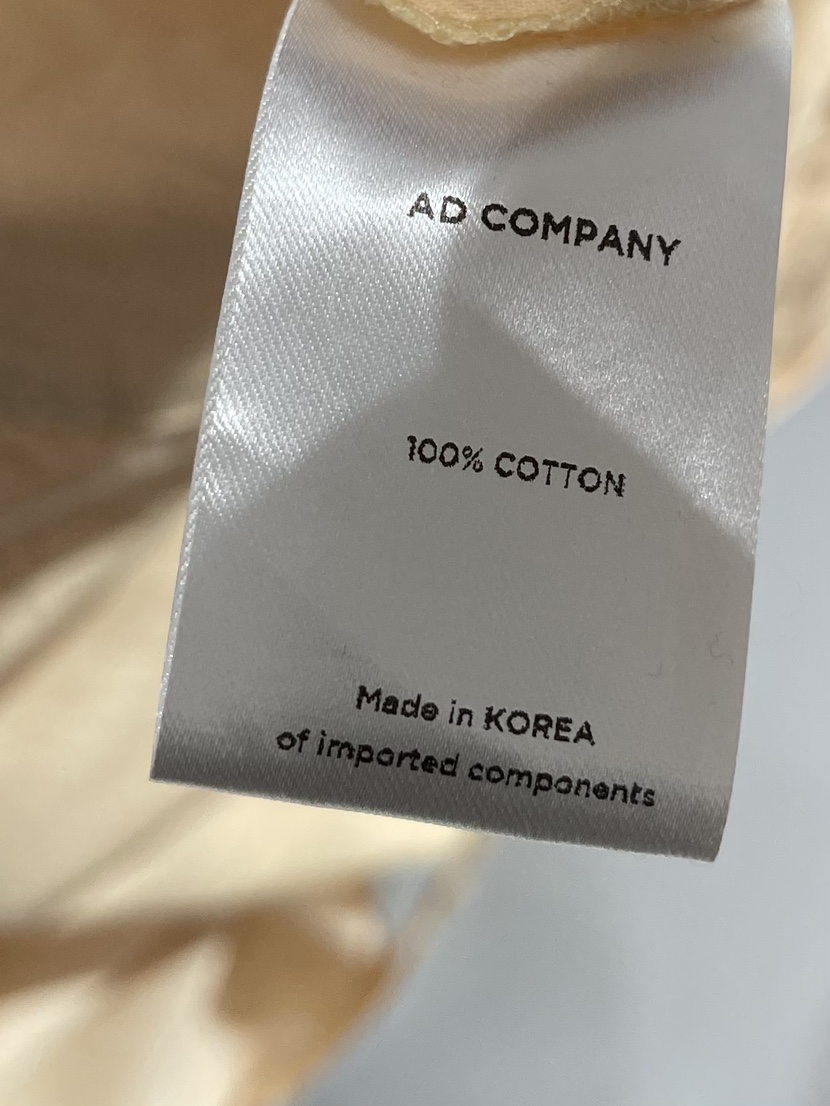 AD COMPANY
100% COTTON
Made in KOREA
of imported components